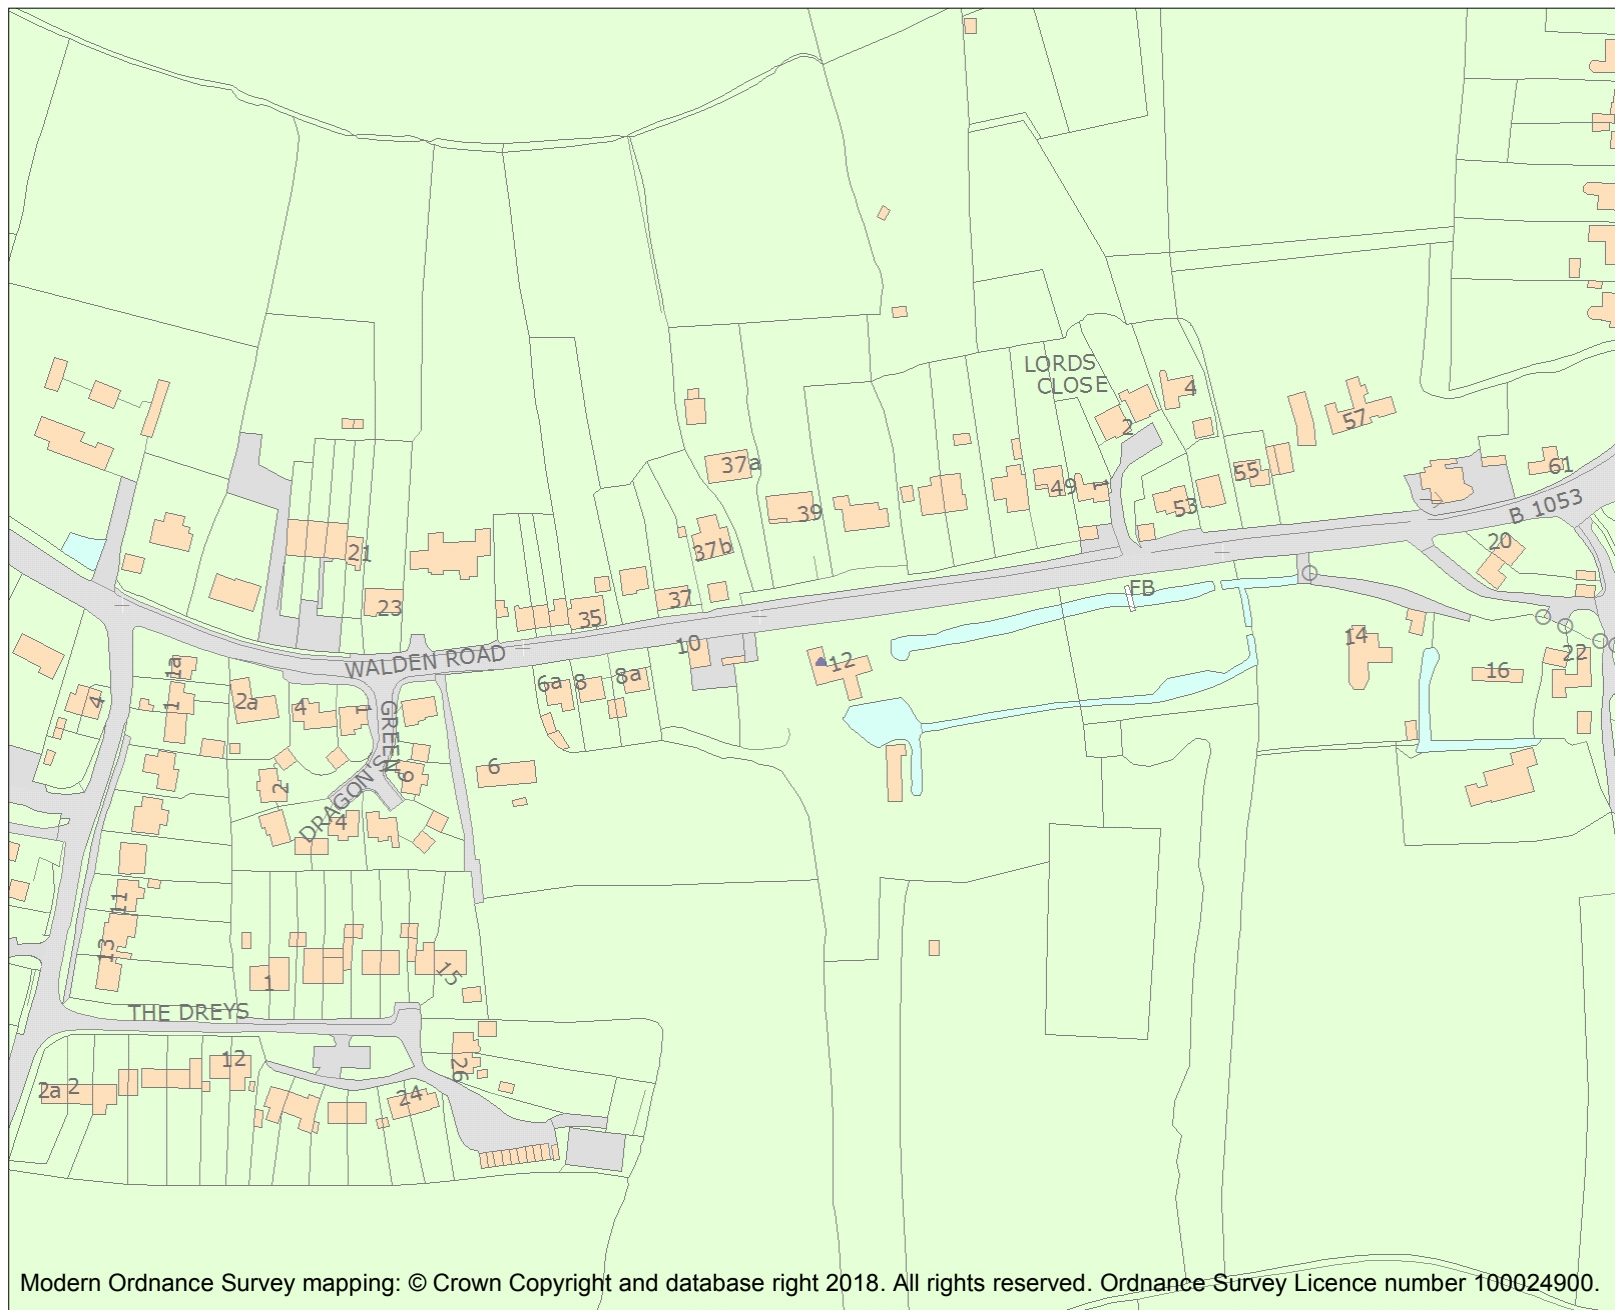 LORDS
CLOSE
4
2
57
37a
49
1
55
61
39
53
B 1053
21
37b
20
23
37
35
FB
WALDEN ROAD
10
12
14
22
1a
4
1
2a
4
1
6a
8
8a
16
DRAGON'S
GREEN
6
9
2
4
11
13
1
15
THE DREYS
12
26
2a
2
24
Modern Ordnance Survey mapping: © Crown Copyright and database right 2018. All rights reserved. Ordnance Survey Licence number 100024900.